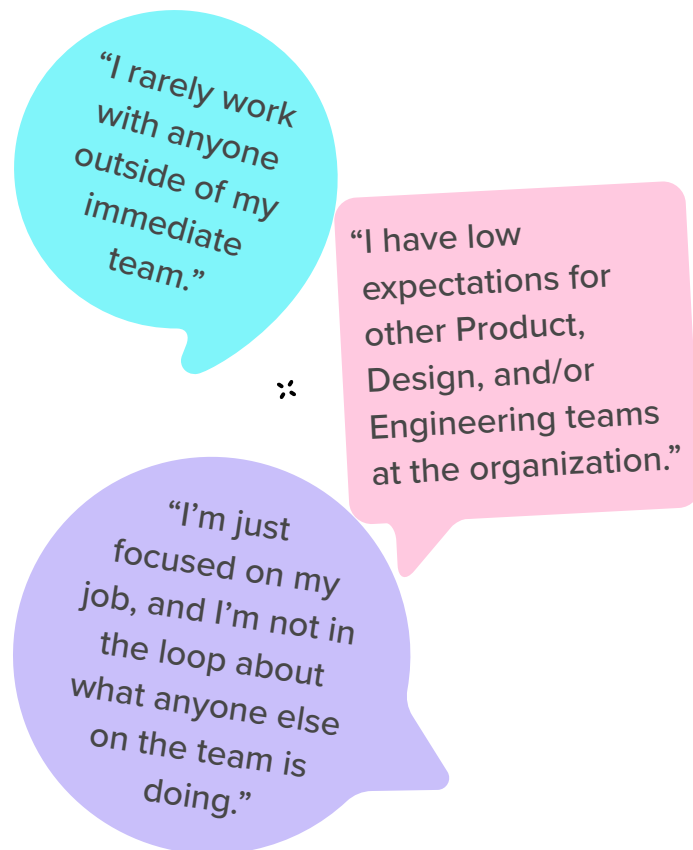 “I rarely work
with anyone
outside of my
immediate
team.”
“I have low
expectations for
other Product,
Design, and/or
Engineering teams
at the organization.”
“I’m just
focused on my
job, and I’m not in
the loop about
what anyone else
on the team is
doing.”